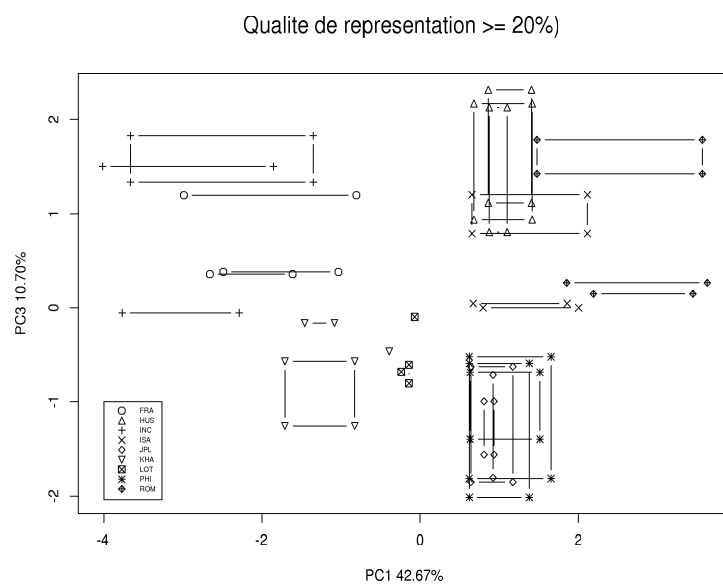 Qualite de representation >= 20%)
PC3 10.70%
2
1
0
-1
-2
FRA
HUS
INC
ISA
JPL
KHA
LOT
PHI
ROM
-4
-2
0
2
PC1 42.67%